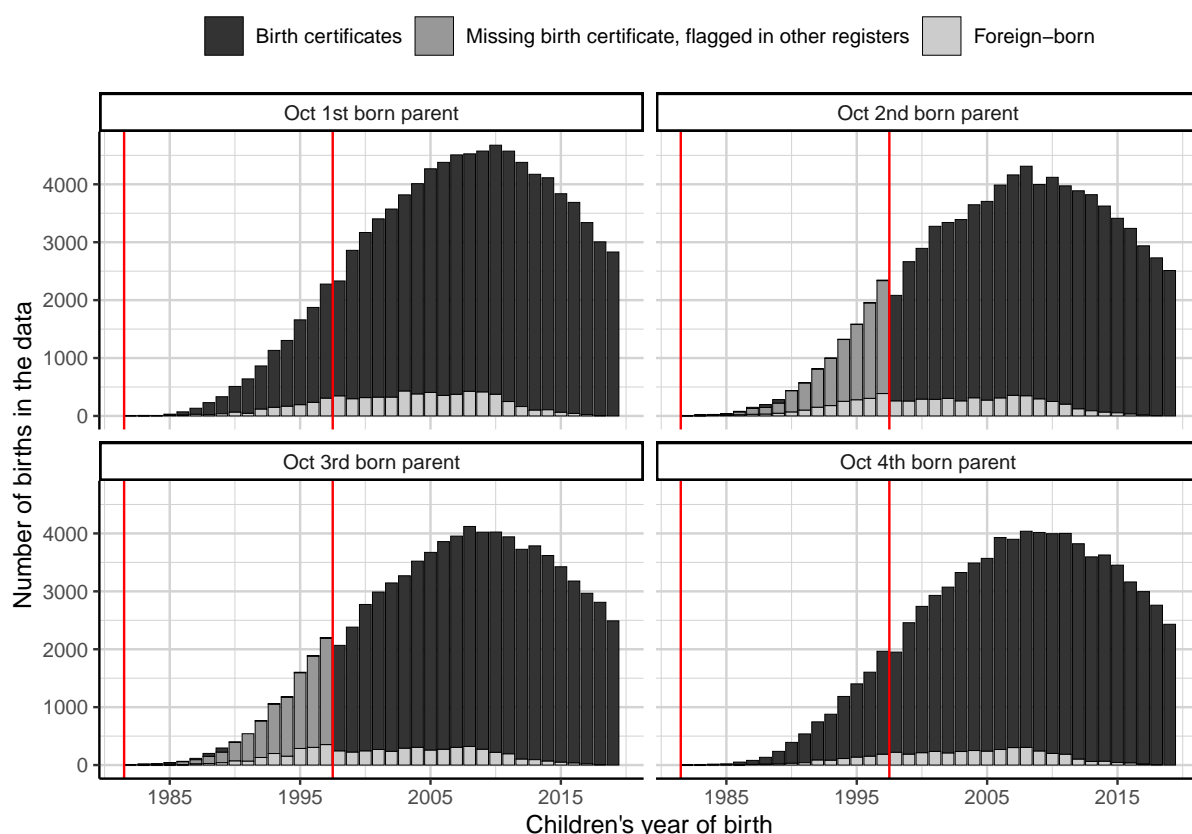 Birth certificates Missing birth certificate, flagged in other registers Foreign−born
Oct 1st born parent Oct 2nd born parent
Number of births in the data
4000
3000
2000
1000
0
Oct 3rd born parent Oct 4th born parent
4000
3000
2000
1000
0
1985 1995 2005 2015 1985 1995 2005 2015
Children's year of birth